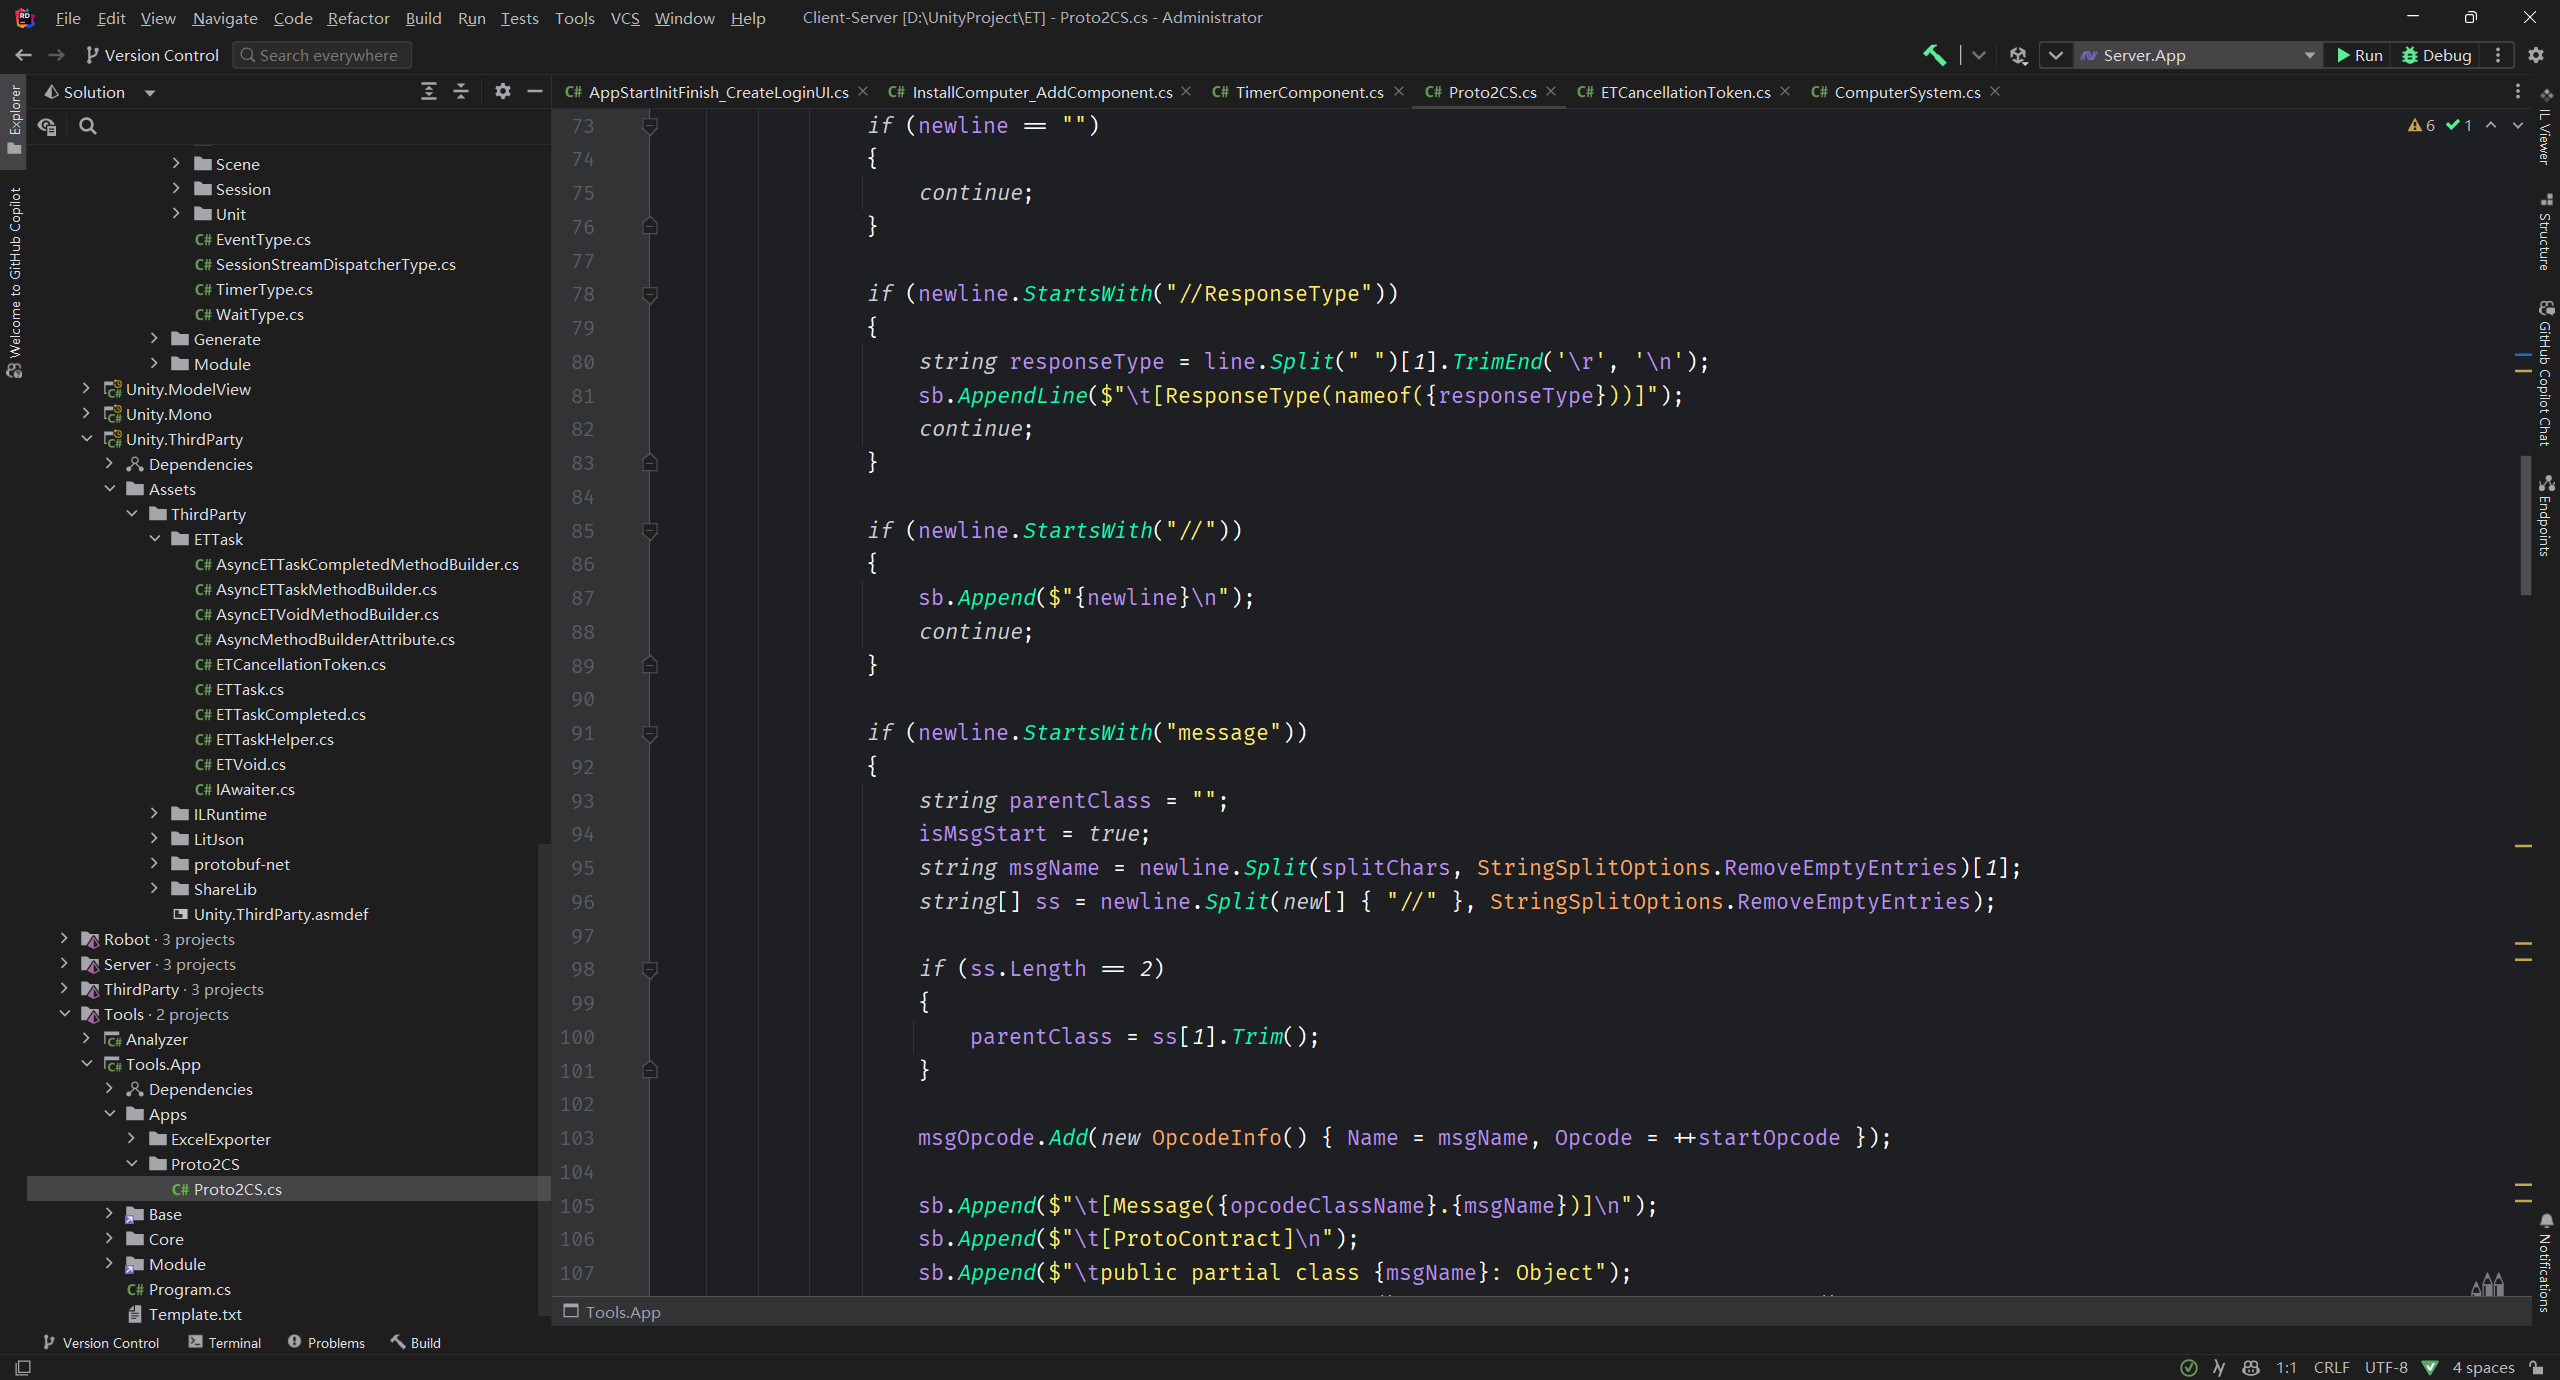 File Edit View Navigate Code Refactor Build Run Tests Tools VCS Window Help Client-Server [D:\UnityProject\ET] - Proto2CS.cs - Administrator
Version Control Search everywhere Server.App Run Debug
Solution
AppStartInitFinish_CreateLoginUI.cs C# InstallComputer_AddComponent.cs C# TimerComponent.cs C# Proto2CS.cs C# ETCancellationToken.cs C# ComputerSystem.cs
Explorer
Welcome to GitHub Copilot
Scene
Session
Unit
C# EventType.cs
C# SessionStreamDispatcherType.cs
C# TimerType.cs
C# WaitType.cs
Generate
Module
Unity.ModelView
Unity.Mono
Unity.ThirdParty
Dependencies
Assets
ThirdParty
ETTask
C# AsyncETTaskCompletedMethodBuilder.cs
C# AsyncETTaskMethodBuilder.cs
C# AsyncETVoidMethodBuilder.cs
C# AsyncMethodBuilderAttribute.cs
C# ETCancellationToken.cs
C# ETTask.cs
C# ETTaskCompleted.cs
C# ETTaskHelper.cs
C# ETVoid.cs
C# IAwaiter.cs
ILRuntime
LitJson
protobuf-net
ShareLib
Unity.ThirdParty.asmdef
Robot · 3 projects
Server · 3 projects
ThirdParty · 3 projects
Tools · 2 projects
Analyzer
Tools.App
Dependencies
Apps
ExcelExporter
Proto2CS
C# Proto2CS.cs
Base
Core
Module
C# Program.cs
Template.txt
73 if (newline == "")
74 {
75 continue;
76 }
77
78 if (newline.StartsWith("//ResponseType"))
79 {
80 string responseType = line.Split(" ")[1].TrimEnd('\r', '\n');
81 sb.AppendLine($"\t[ResponseType(nameof({responseType}))]");
82 continue;
83 }
84
85 if (newline.StartsWith("//"))
86 {
87 sb.Append($"{newline}\n");
88 continue;
89 }
90
91 if (newline.StartsWith("message"))
92 {
93 string parentClass = "";
94 isMsgStart = true;
95 string msgName = newline.Split(splitChars, StringSplitOptions.RemoveEmptyEntries)[1];
96 string[] ss = newline.Split(new[] { "//" }, StringSplitOptions.RemoveEmptyEntries);
97
98 if (ss.Length == 2)
99 {
100 parentClass = ss[1].Trim();
101 }
102
103 msgOpcode.Add(new OpcodeInfo() { Name = msgName, Opcode = ++startOpcode });
104
105 sb.Append($"\t[Message({opcodeClassName}.{msgName})]\n");
106 sb.Append($"\t[ProtoContract]\n");
107 sb.Append($"\tpublic partial class {msgName}: Object");
6 1
IL Viewer
Structure
GitHub Copilot Chat
Endpoints
Notifications
Tools.App
Version Control Terminal Problems Build
1:1 CRLF UTF-8 4 spaces